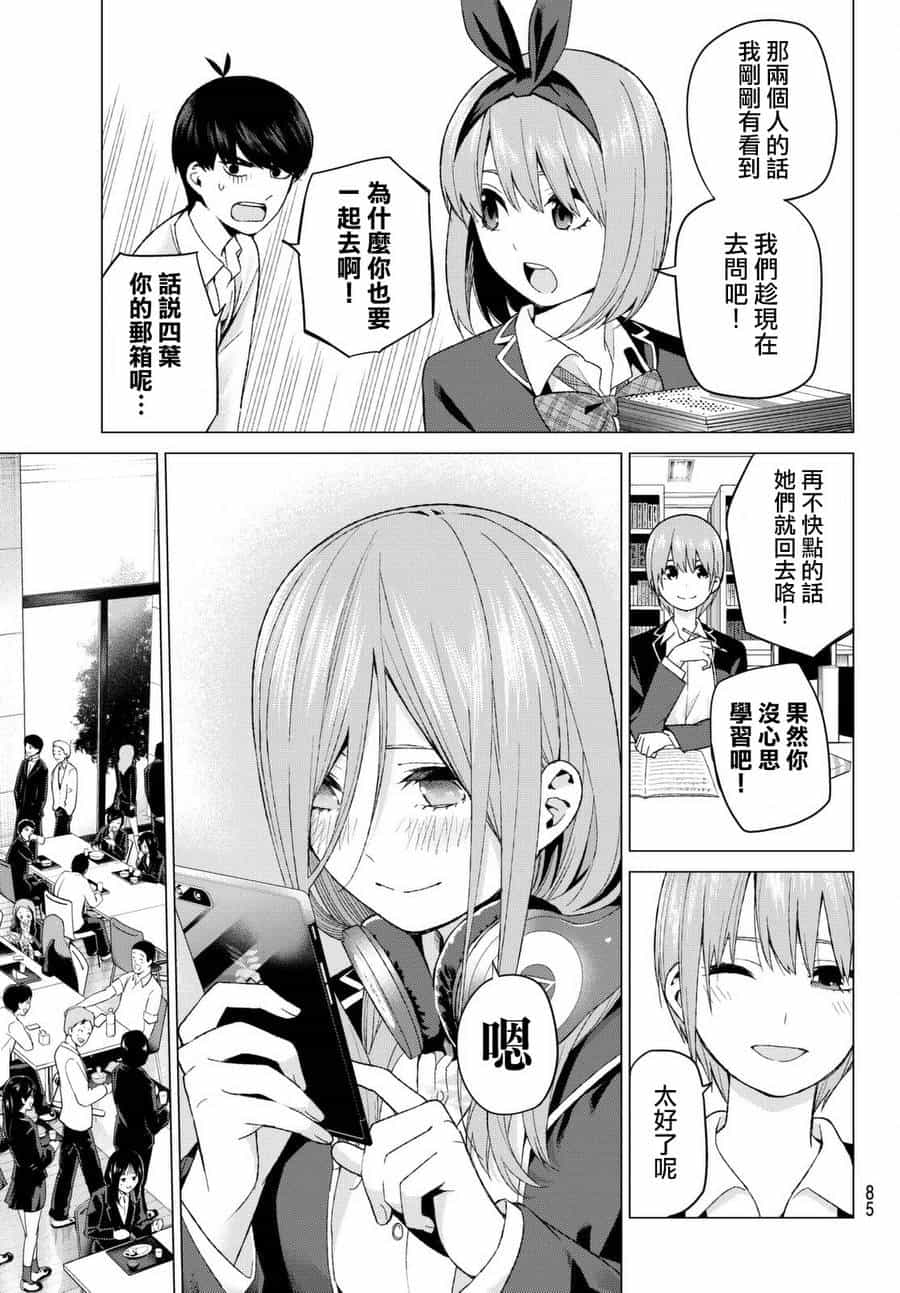 那兩個人的話
我剛剛有看到
我們趁現在
去問吧！
為什麼你也要
一起去啊！
話説四葉
你的郵箱呢…
再不快點的話
她們就回去咯！
果然你
沒心思
學習吧！
太好了呢
嗯
85